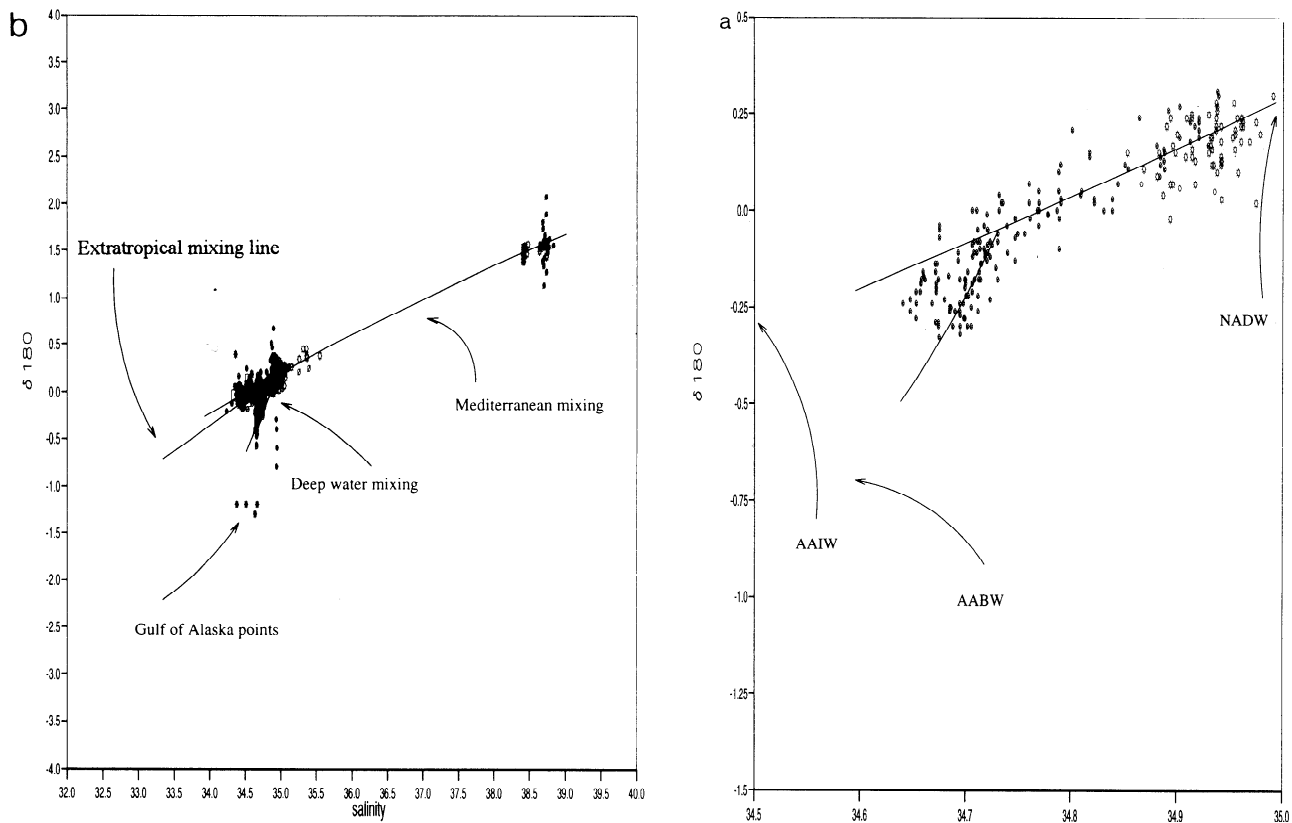 b
4.0
3.5
3.0
2.5
2.0
1.5
1.0
0.5
0.0
-0.5
-1.0
-1.5
-2.0
-2.5
-3.0
-3.5
-4.0
δ 18O
Extratropical mixing line
Mediterranean mixing
Deep water mixing
Gulf of Alaska points
32.0 32.5 33.0 33.5 34.0 34.5 35.0 35.5 36.0 36.5 37.0 37.5 38.0 38.5 39.0 39.5 40.0
salinity
a
0.5
0.25
0.0
-0.25
-0.5
-0.75
-1.0
-1.25
-1.5
δ 18O
NADW
AAIW
AABW
34.5 34.6 34.7 34.8 34.9 35.0